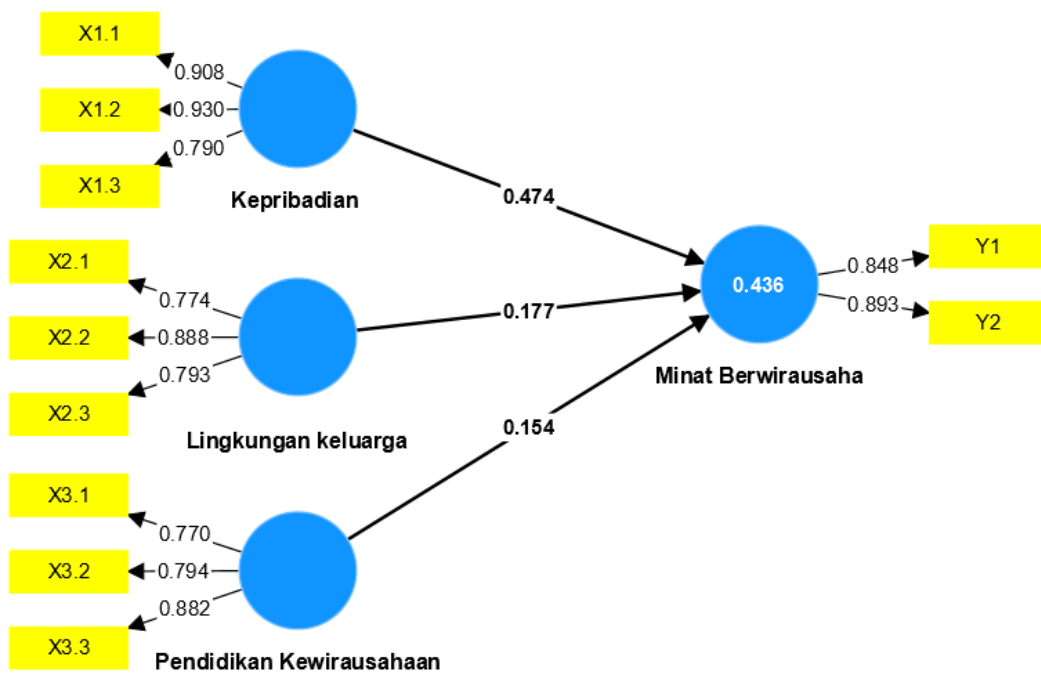 X1.1
0.908
X1.2
0.930
0.790
X1.3
Kepribadian
0.474
X2.1
0.774
X2.2
0.888
0.793
X2.3
Lingkungan keluarga
0.177
X3.1
0.770
X3.2
0.794
0.882
X3.3
Pendidikan Kewirausahaan
0.154
0.436
Minat Berwirausaha
0.848
Y1
0.893
Y2